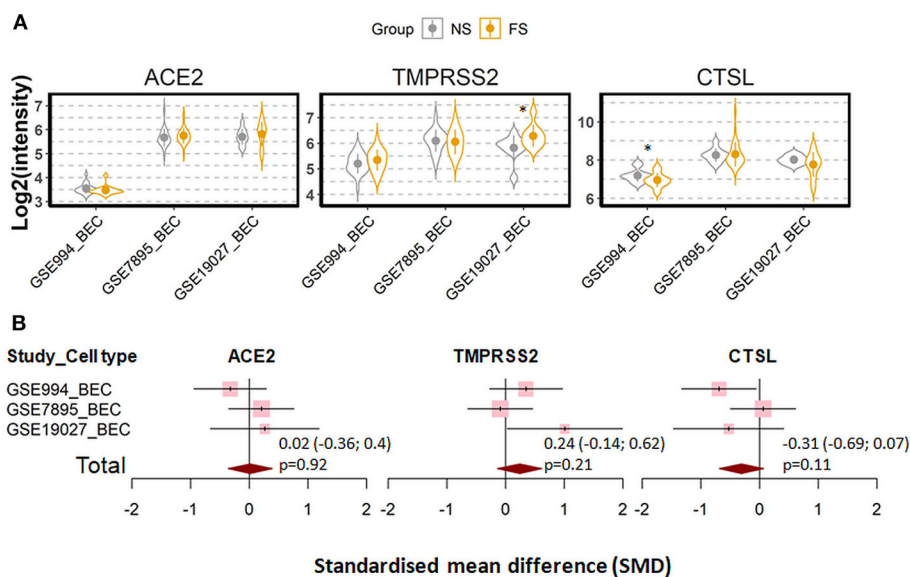 A
Group NS FS
ACE2 TMPRSS2 CTSL
Log2(intensity)
7
6
5
4
3
7
6
5
4
10
8
6
*
*
GSE994_BEC GSE7895_BEC GSE19027_BEC
GSE994_BEC GSE7895_BEC GSE19027_BEC
GSE994_BEC GSE7895_BEC GSE19027_BEC
B
Study_Cell type ACE2 TMPRSS2 CTSL
GSE994_BEC
GSE7895_BEC
GSE19027_BEC
0.02 (-0.36; 0.4) 0.24 (-0.14; 0.62) -0.31 (-0.69; 0.07)
Total p=0.92 p=0.21 p=0.11
-2 -1 0 1 2 -2 -1 0 1 2 -2 -1 0 1 2
Standardised mean difference (SMD)